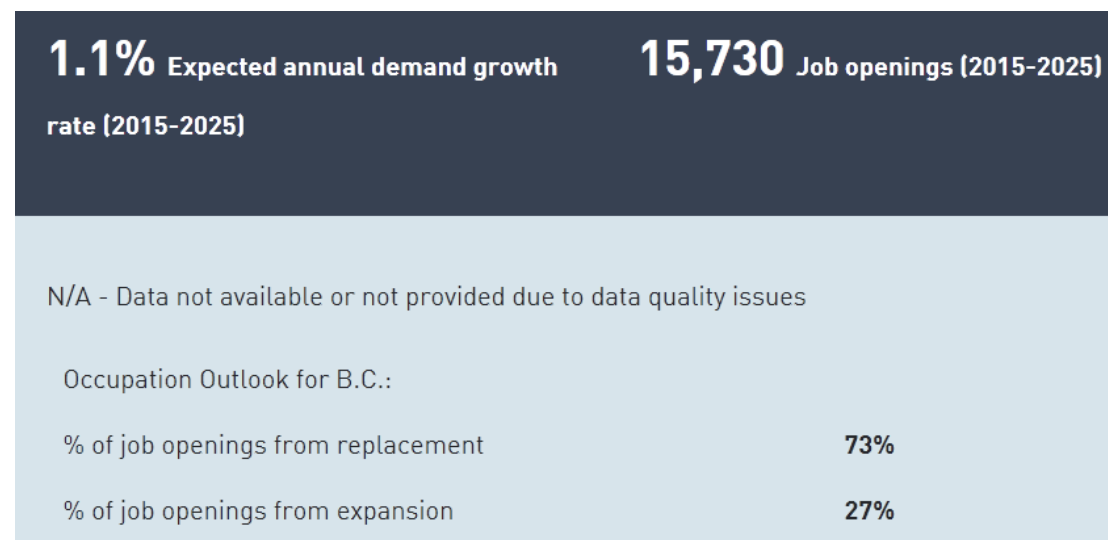 1.1% Expected annual demand growth
rate (2015-2025)
15,730 Job openings (2015-2025)
N/A - Data not available or not provided due to data quality issues
Occupation Outlook for B.C.:
% of job openings from replacement 73%
% of job openings from expansion 27%